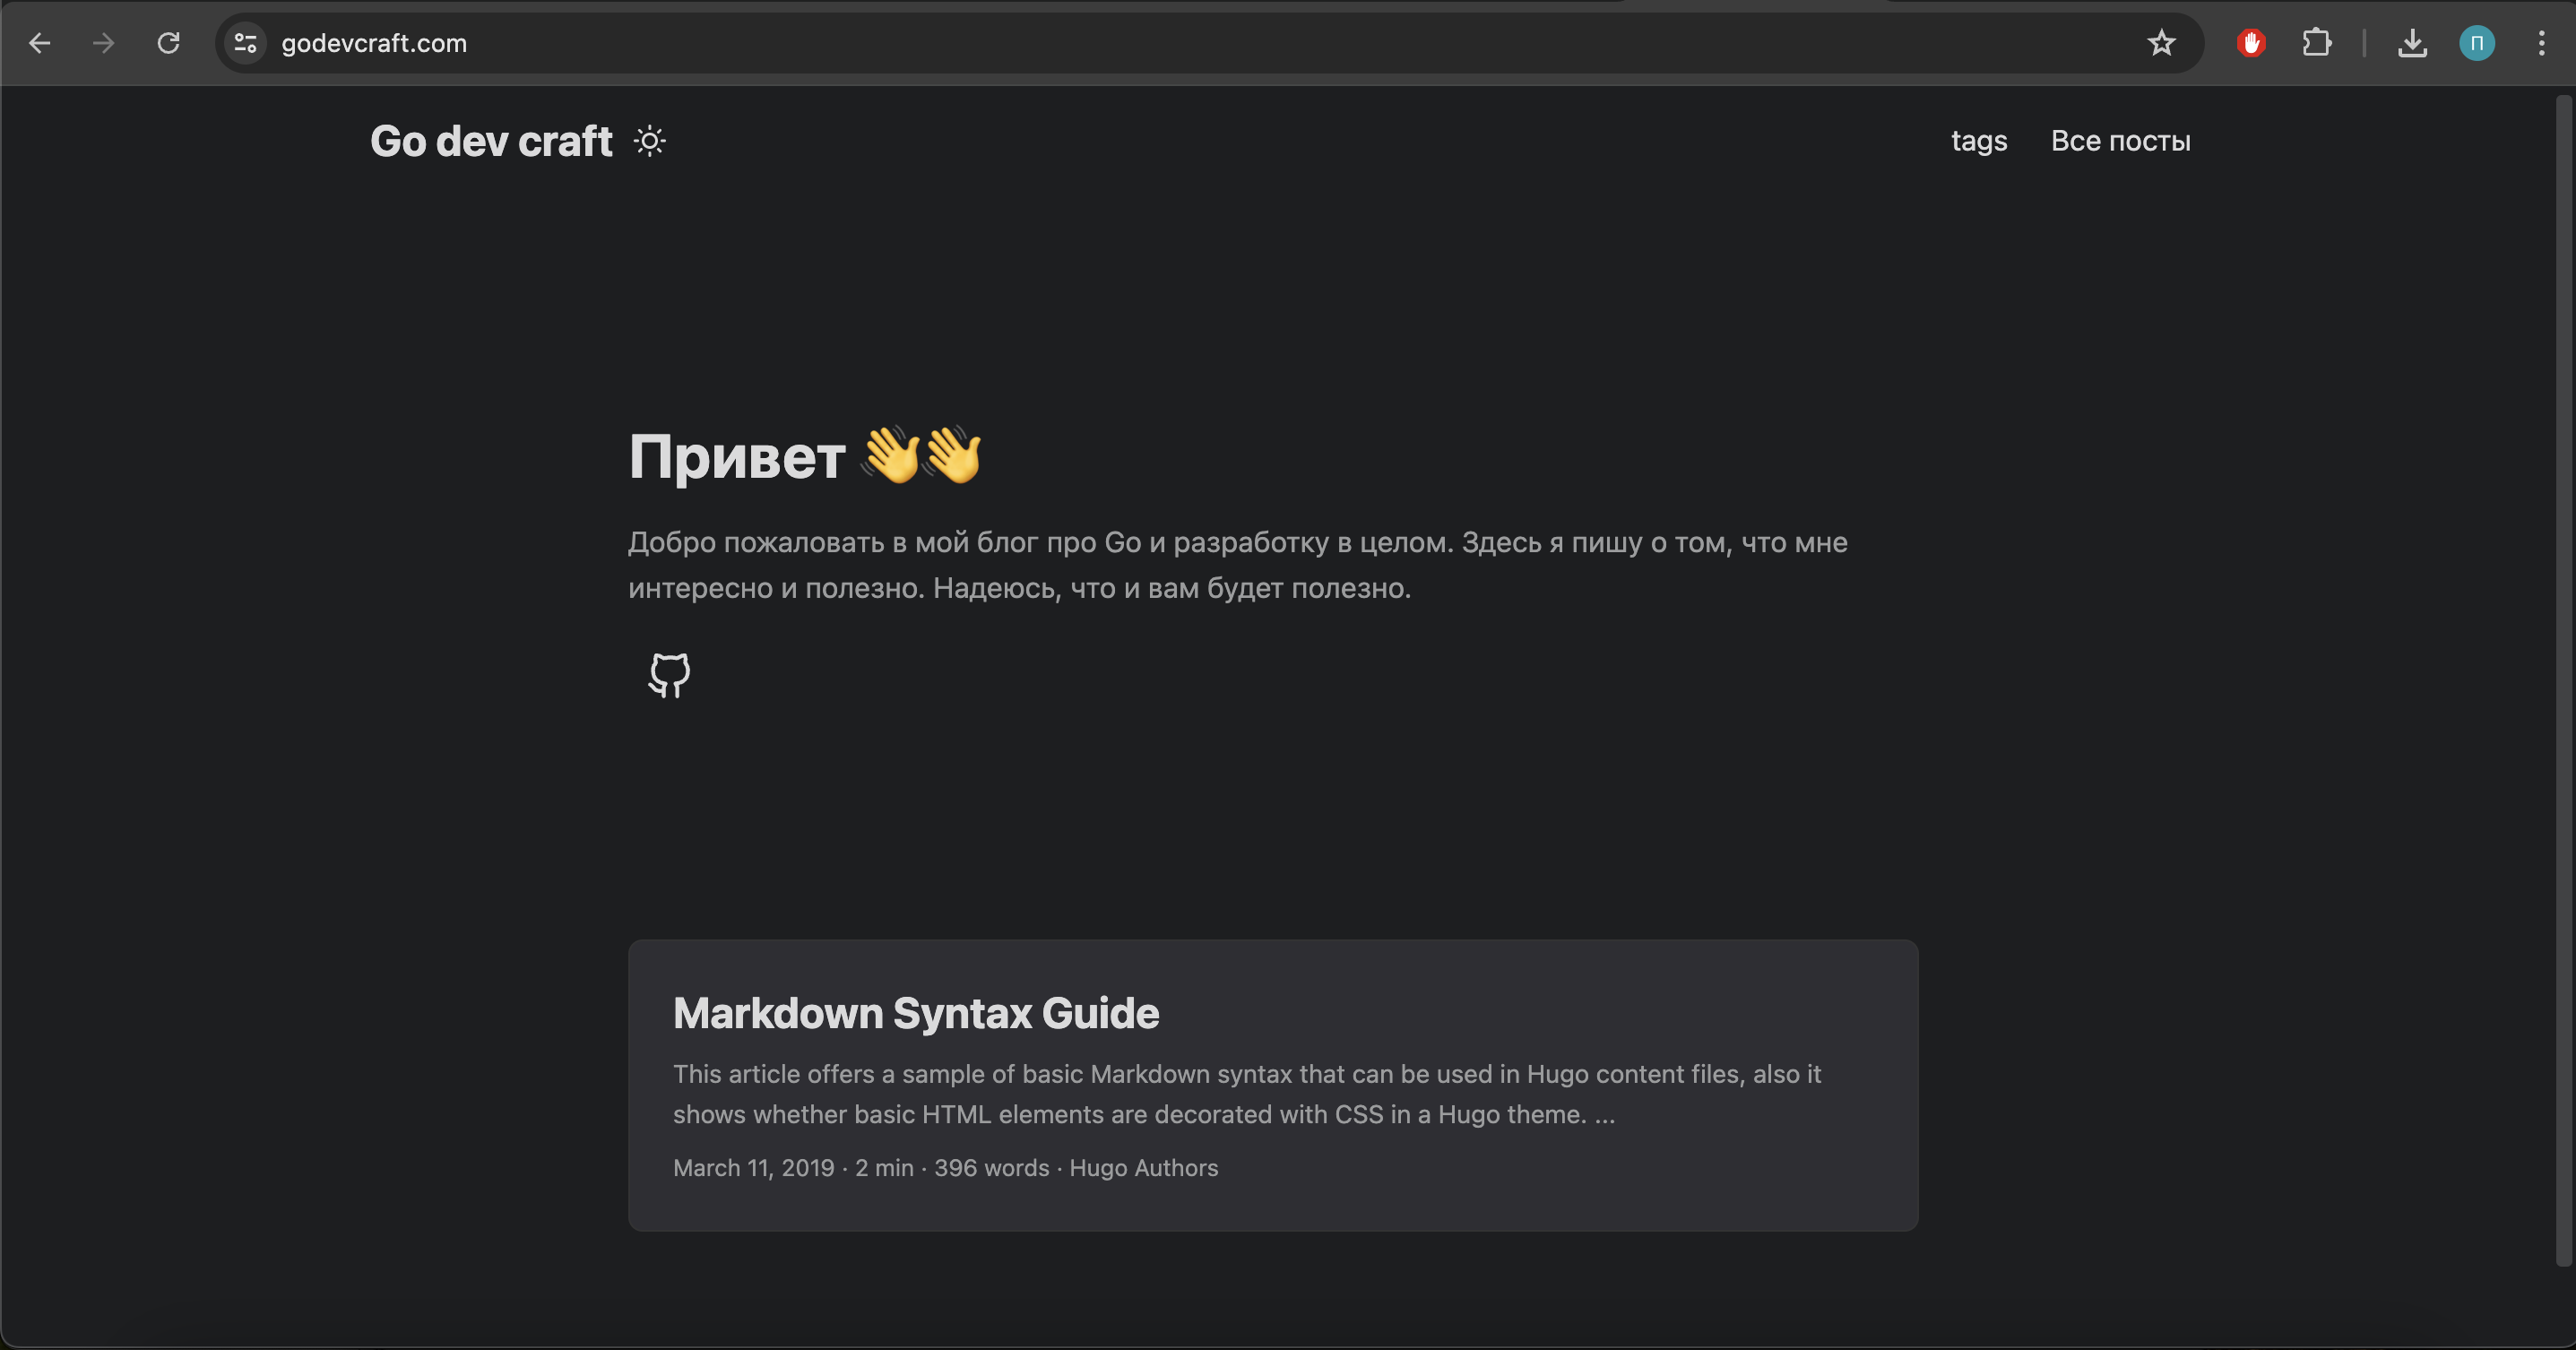 godevcraft.com
П
Go dev craft
tags
Все посты
Привет 👋👋
Добро пожаловать в мой блог про Go и разработку в целом. Здесь я пишу о том, что мне
интересно и полезно. Надеюсь, что и вам будет полезно.
Markdown Syntax Guide
This article offers a sample of basic Markdown syntax that can be used in Hugo content files, also it
shows whether basic HTML elements are decorated with CSS in a Hugo theme. ...
March 11, 2019 · 2 min · 396 words · Hugo Authors